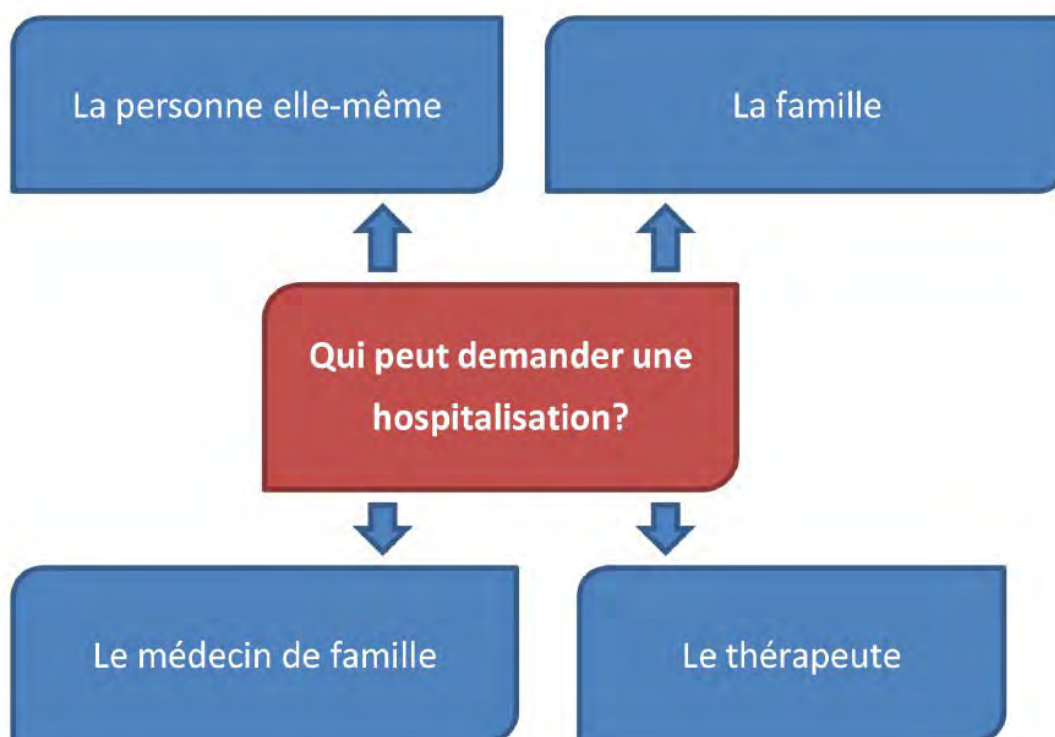 La personne elle-même
La famille
Qui peut demander une
hospitalisation?
Le médecin de famille
Le thérapeute